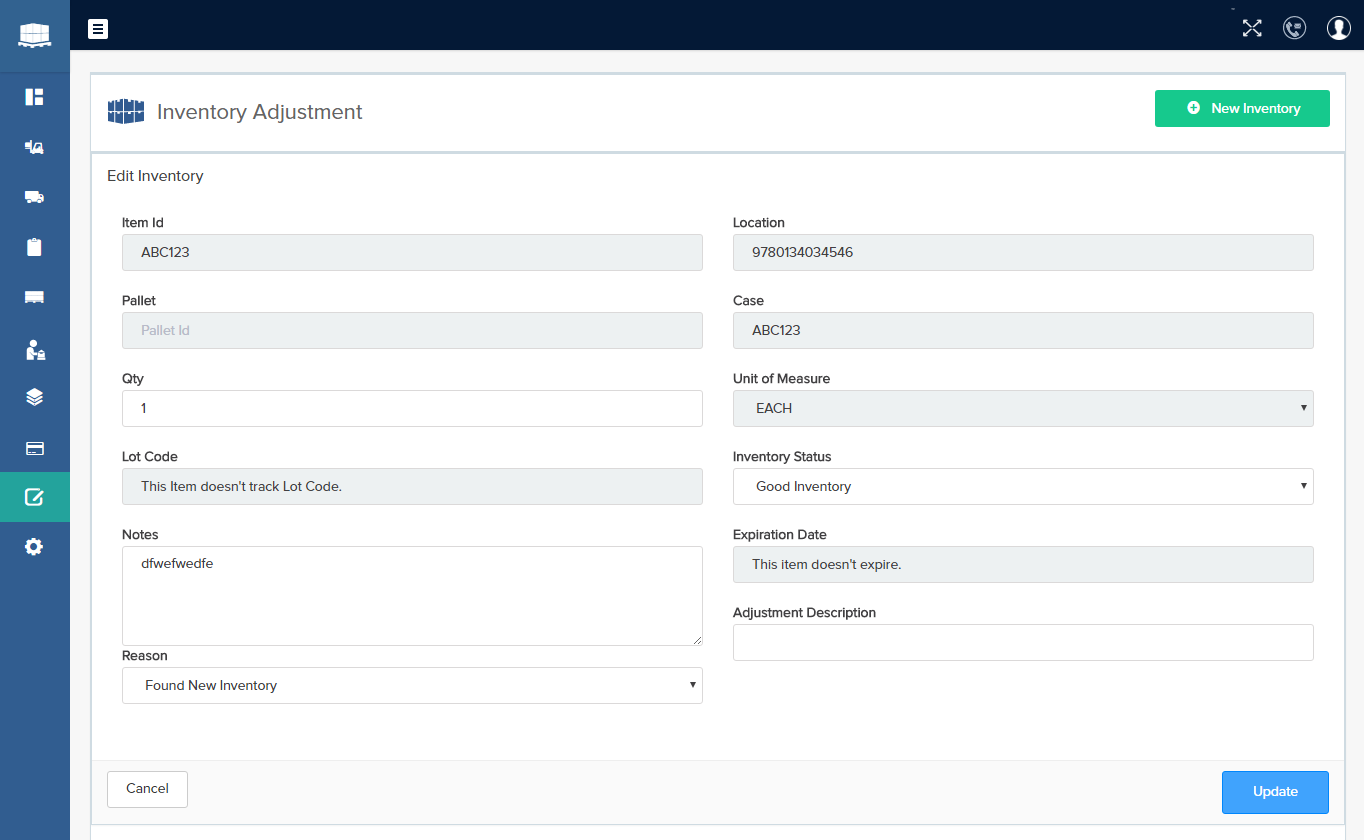 Inventory Adjustment
New Inventory
Edit Inventory
Item Id
ABC123
Location
9780134034546
Pallet
Pallet Id
Case
ABC123
Qty
1
Unit of Measure
EACH
Lot Code
This Item doesn't track Lot Code.
Inventory Status
Good Inventory
Notes
dfwefwedfe
Expiration Date
This item doesn't expire.
Adjustment Description
Reason
Found New Inventory
Cancel
Update